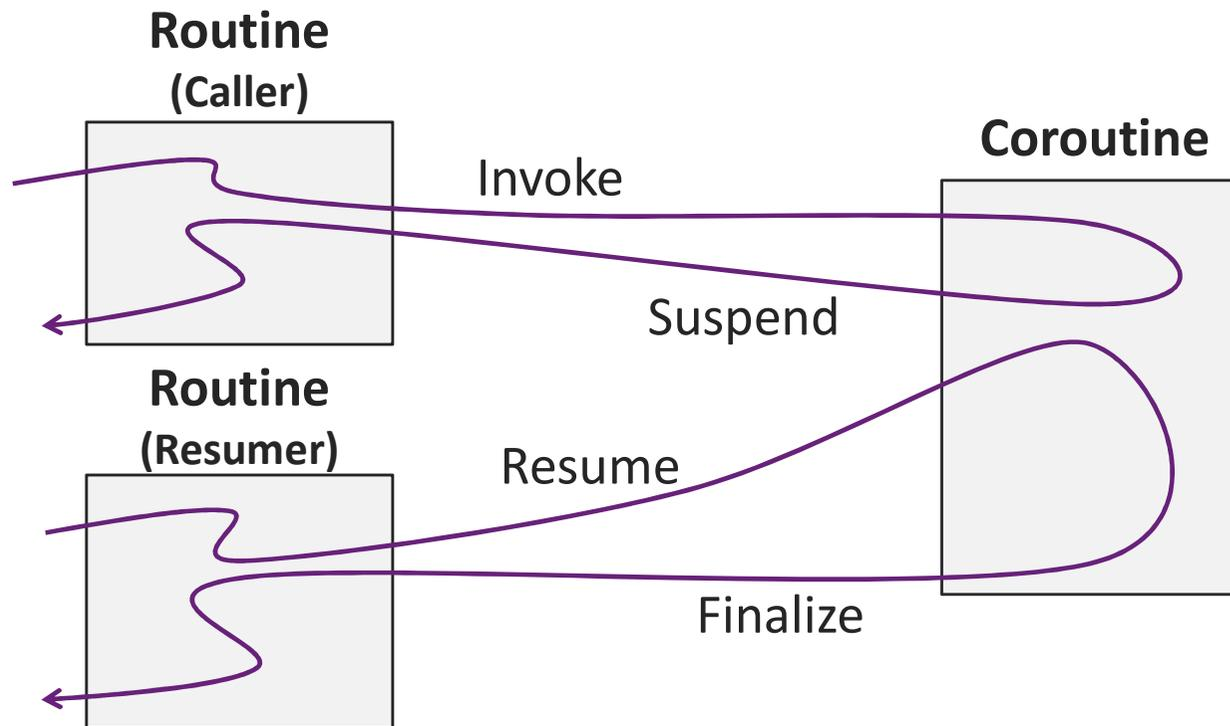 Routine
(Caller)
Coroutine
Invoke
Suspend
Routine
(Resumer)
Resume
Finalize